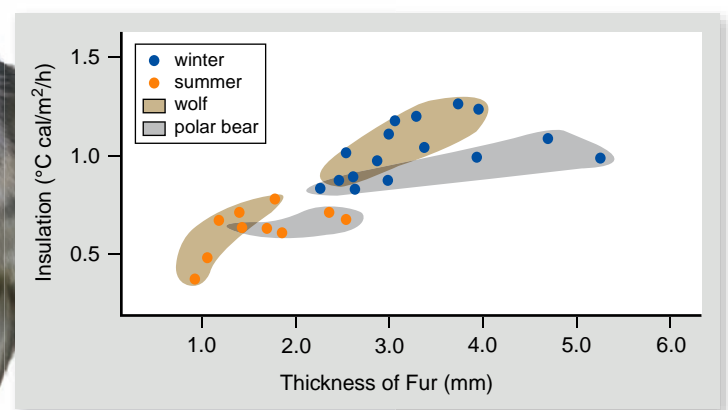 winter
summer
wolf
polar bear
1.5
1.0
0.5
Insulation (°C cal/m²/h)
1.0 2.0 3.0 4.0 5.0 6.0
Thickness of Fur (mm)